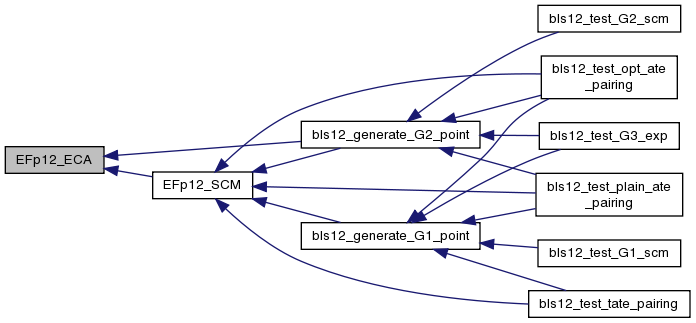 EFp12_ECA
EFp12_SCM
bls12_generate_G2_point
bls12_generate_G1_point
bls12_test_G2_scm
bls12_test_opt_ate
_pairing
bls12_test_G3_exp
bls12_test_plain_ate
_pairing
bls12_test_G1_scm
bls12_test_tate_pairing